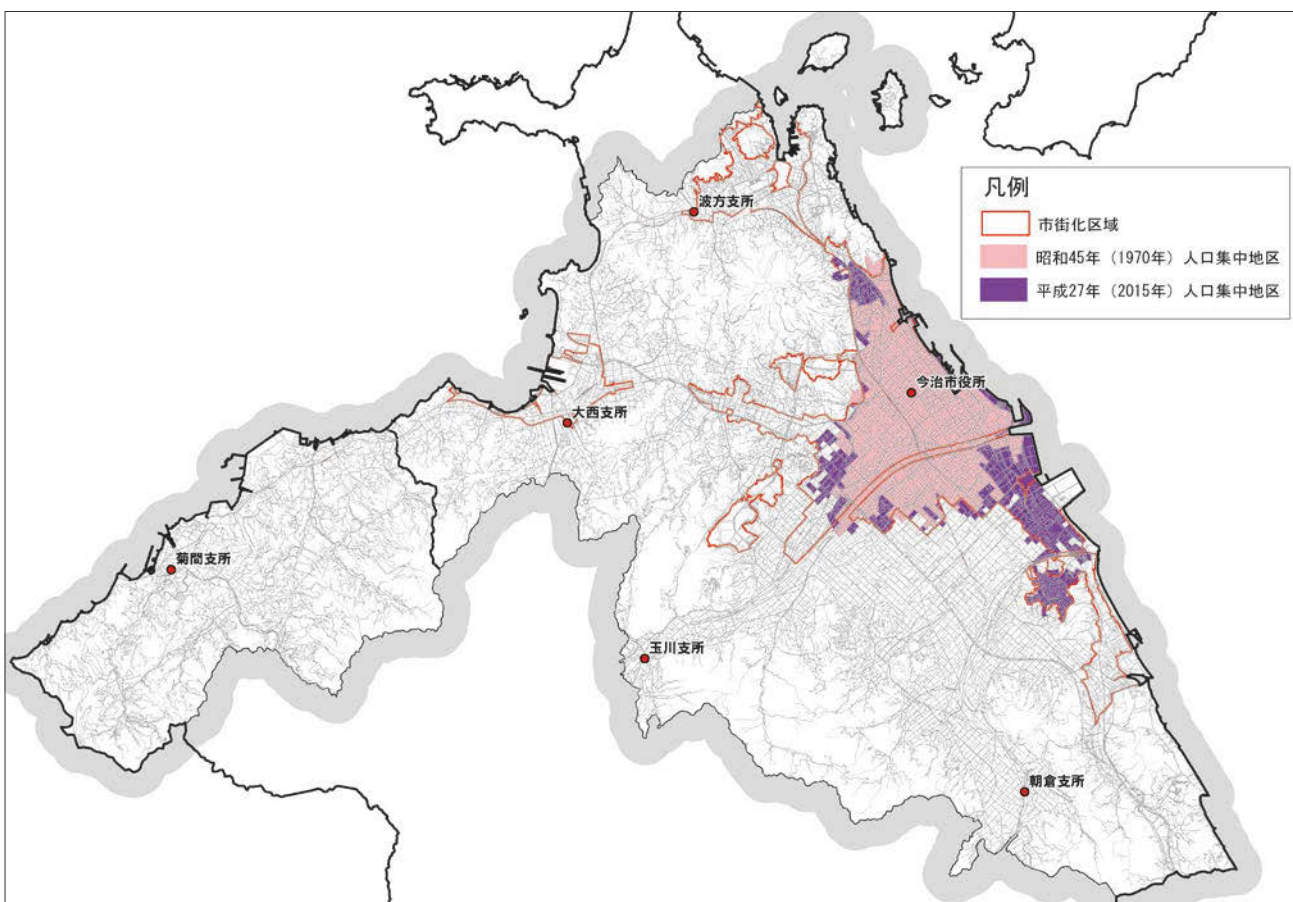 凡例
市街化区域
昭和45年（1970年）人口集中地区
平成27年（2015年）人口集中地区
波方支所
今治市役所
大西支所
菊間支所
玉川支所
朝倉支所